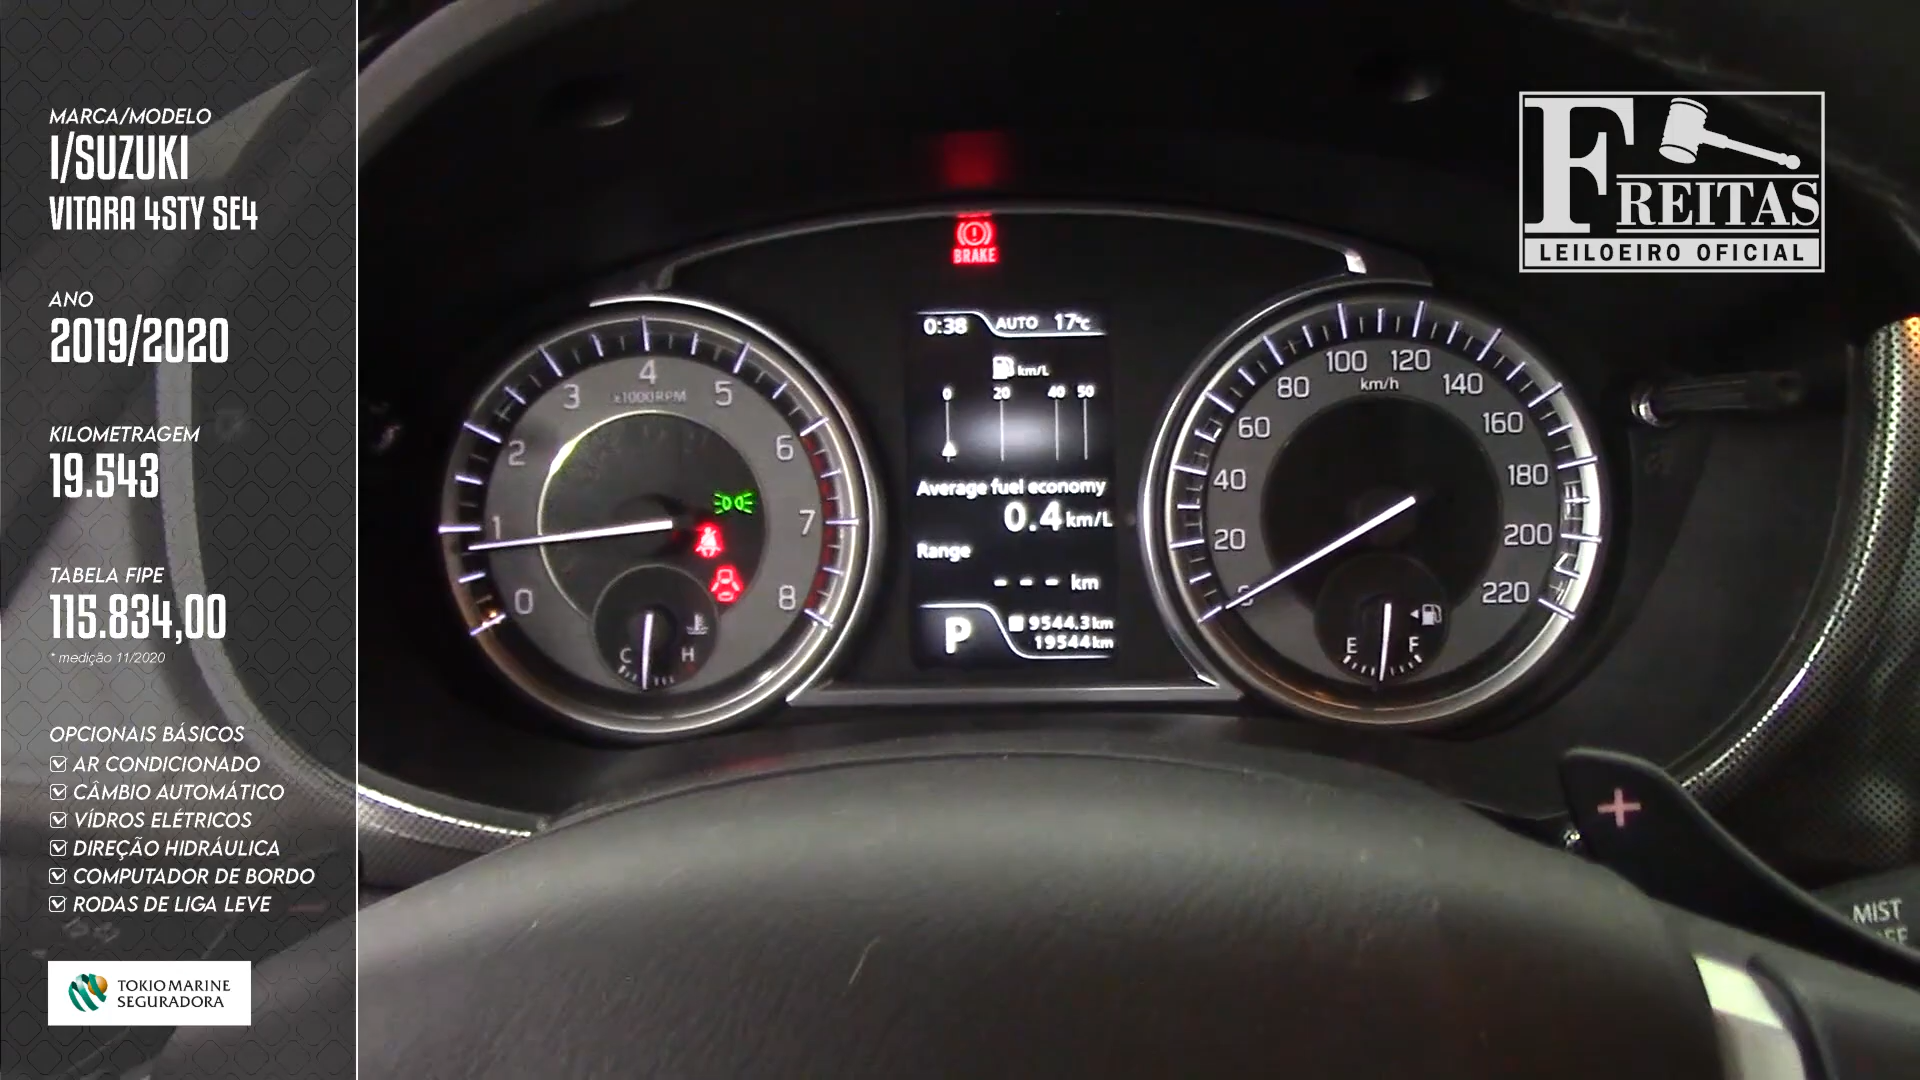 MARCA/MODELO
I/SUZUKI
VITARA 4STY SE4
ANO
2019/2020
KILOMETRAGEM
19.543
TABELA FIPE
115.834,00
* medição 11/2020
OPCIONAIS BÁSICOS
AR CONDICIONADO
CÂMBIO AUTOMÁTICO
VÍDROS ELÉTRICOS
DIREÇÃO HIDRÁULICA
COMPUTADOR DE BORDO
RODAS DE LIGA LEVE
TOKIO MARINE
SEGURADORA
FREITAS
LEILOEIRO OFICIAL
BRAKE
0:38 AUTO 17°C
km/L
0 20 40 50
Average fuel economy
0.4 km/L
Range
--- km
P
9544.3 km
19544 km
0 1 2 3 4 5 6 7 8
x1000RPM
C H
20 40 60 80 100 120 140 160 180 200 220
km/h
E F
+
MIST